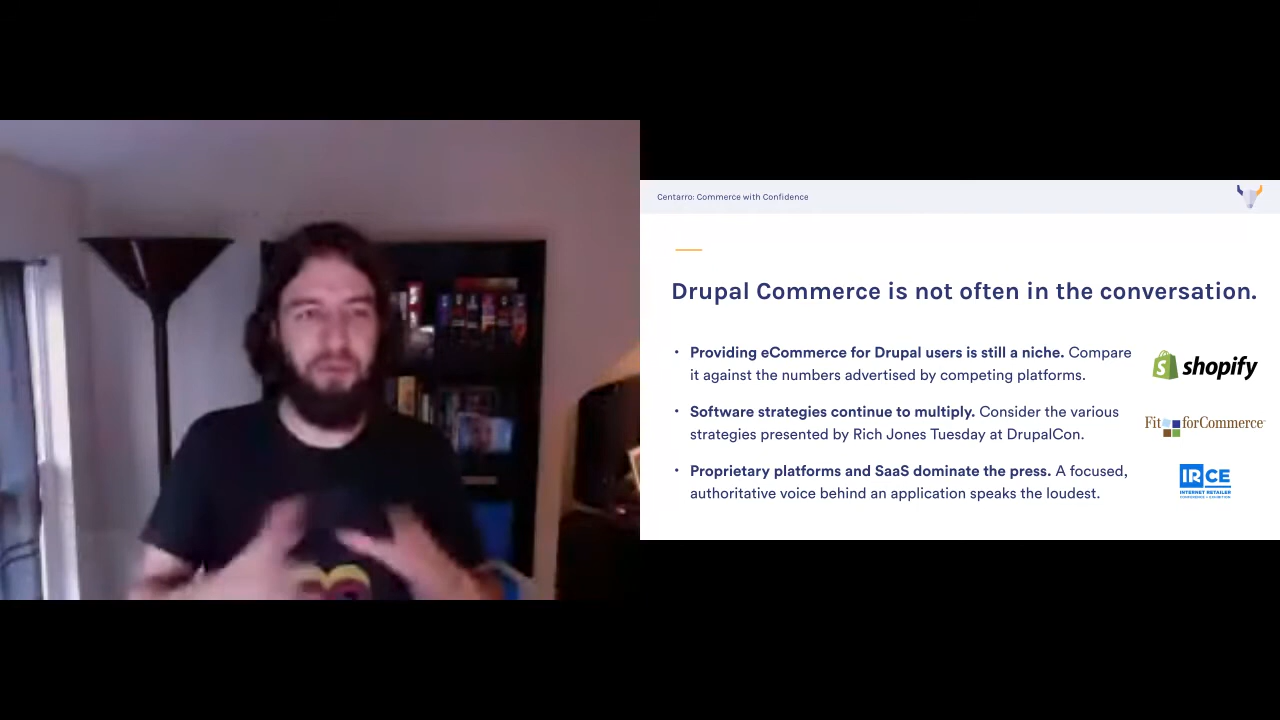 Centarro: Commerce with Confidence
Drupal Commerce is not often in the conversation.
• Providing eCommerce for Drupal users is still a niche. Compare
it against the numbers advertised by competing platforms.
shopify
• Software strategies continue to multiply. Consider the various
strategies presented by Rich Jones Tuesday at DrupalCon.
Fit forCommerce
• Proprietary platforms and SaaS dominate the press. A focused,
authoritative voice behind an application speaks the loudest.
IRCE
INTERNET RETAILER